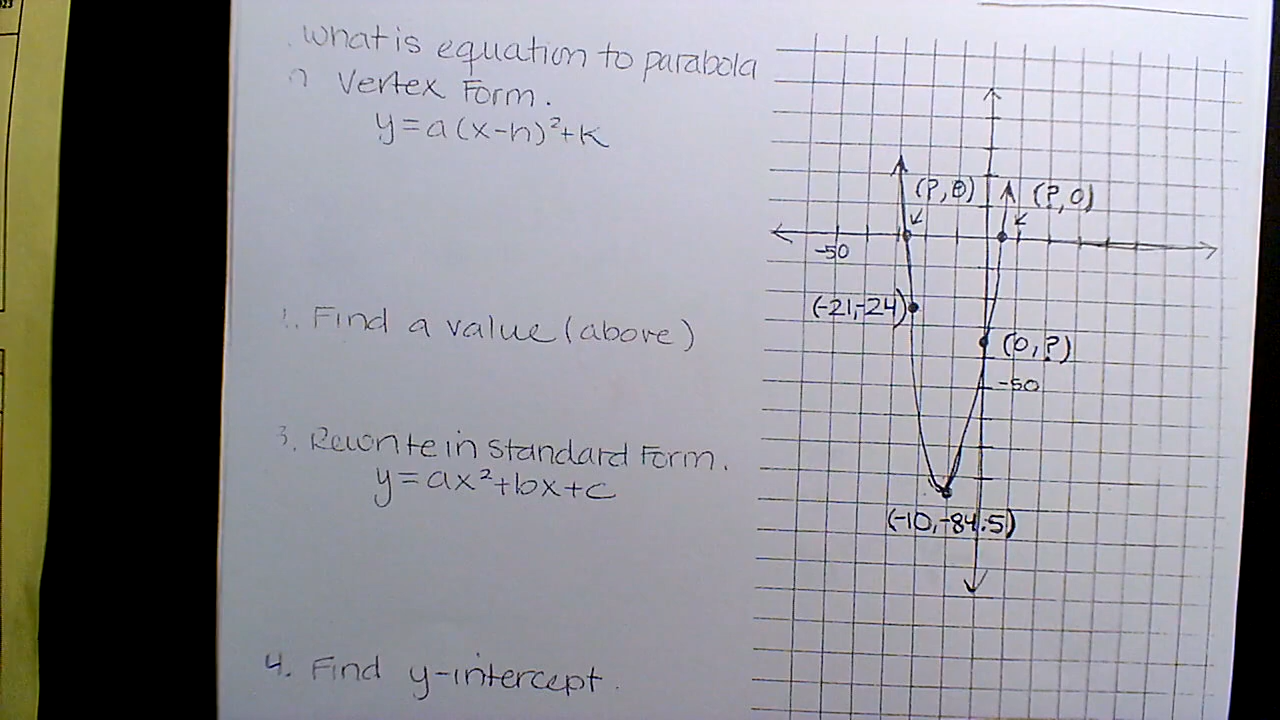 What is equation to parabola
? Vertex Form.
y=a(x-h)²+k
1. Find a value (above)
3. Rewrite in standard Form.
y=ax²+bx+c
4. Find y-intercept.
(?, 0)
(?, 0)
-50
(-21, -24)
(0, ?)
-50
(-10, -84.5)